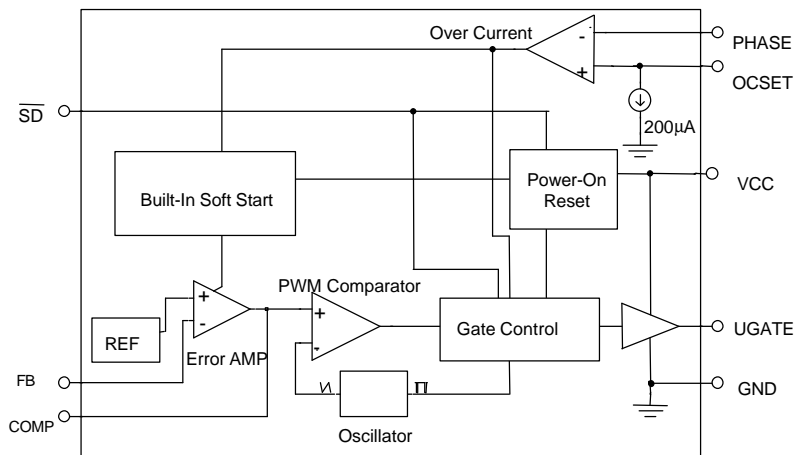 Over Current
-
+
PHASE
OCSET
200µA
SD
Built-In Soft Start
Power-On
Reset
VCC
REF
+
-
Error AMP
PWM Comparator
+
-
Gate Control
UGATE
GND
FB
COMP
Oscillator